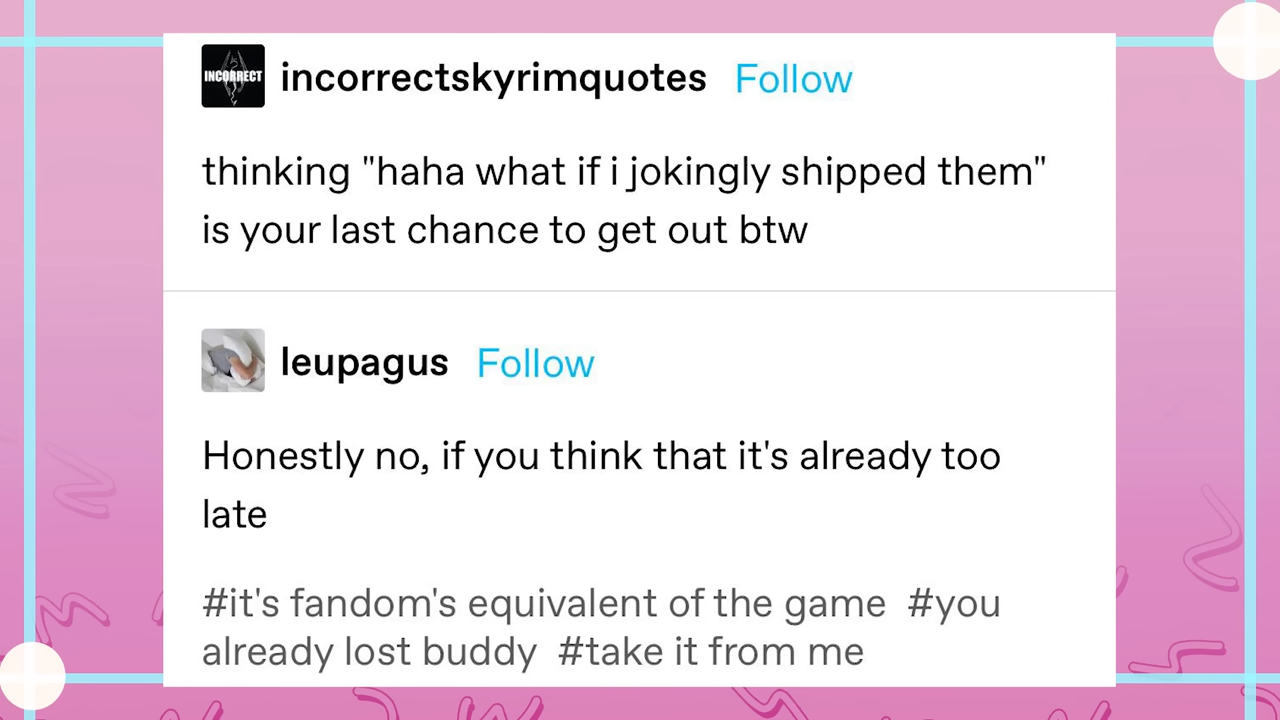 INCORRECT
incorrectskyrimquotes Follow
thinking "haha what if i jokingly shipped them"
is your last chance to get out btw
leupagus Follow
Honestly no, if you think that it's already too
late
#it's fandom's equivalent of the game #you
already lost buddy #take it from me